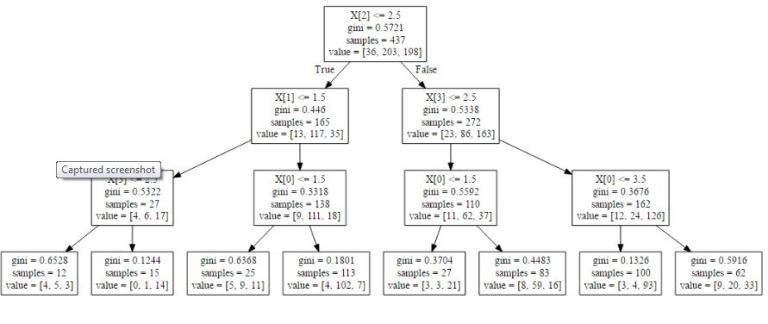 X[2] <= 2.5
gini = 0.5721
samples = 437
value = [36, 203, 198]
True
False
X[1] <= 1.5
gini = 0.446
samples = 165
value = [13, 117, 35]
X[3] <= 2.5
gini = 0.5338
samples = 272
value = [23, 86, 163]
Captured screenshot
gini = 0.5322
samples = 27
value = [4, 6, 17]
X[0] <= 1.5
gini = 0.3318
samples = 138
value = [9, 111, 18]
X[0] <= 1.5
gini = 0.5592
samples = 110
value = [11, 62, 37]
X[0] <= 3.5
gini = 0.3676
samples = 162
value = [12, 24, 126]
gini = 0.6528
samples = 12
value = [4, 5, 3]
gini = 0.1244
samples = 15
value = [0, 1, 14]
gini = 0.6368
samples = 25
value = [5, 9, 11]
gini = 0.1801
samples = 113
value = [4, 102, 7]
gini = 0.3704
samples = 27
value = [3, 3, 21]
gini = 0.4483
samples = 83
value = [8, 59, 16]
gini = 0.1326
samples = 100
value = [3, 4, 93]
gini = 0.5916
samples = 62
value = [9, 20, 33]